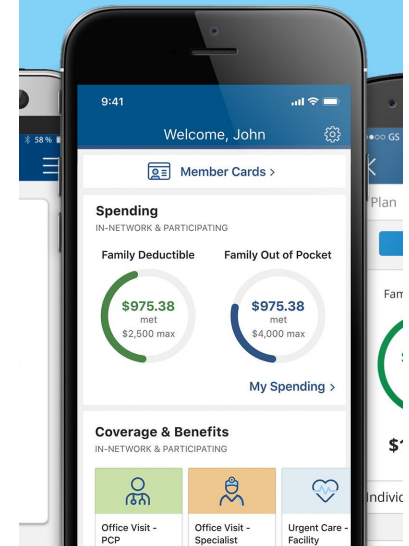 9:41
Welcome, John
58%
GS
Member Cards >
Plan
Spending
IN-NETWORK & PARTICIPATING
Family Deductible
Family Out of Pocket
$975.38
met
$2,500 max
$975.38
met
$4,000 max
My Spending >
Coverage & Benefits
IN-NETWORK & PARTICIPATING
Office Visit -
PCP
Office Visit -
Specialist
Urgent Care -
Facility